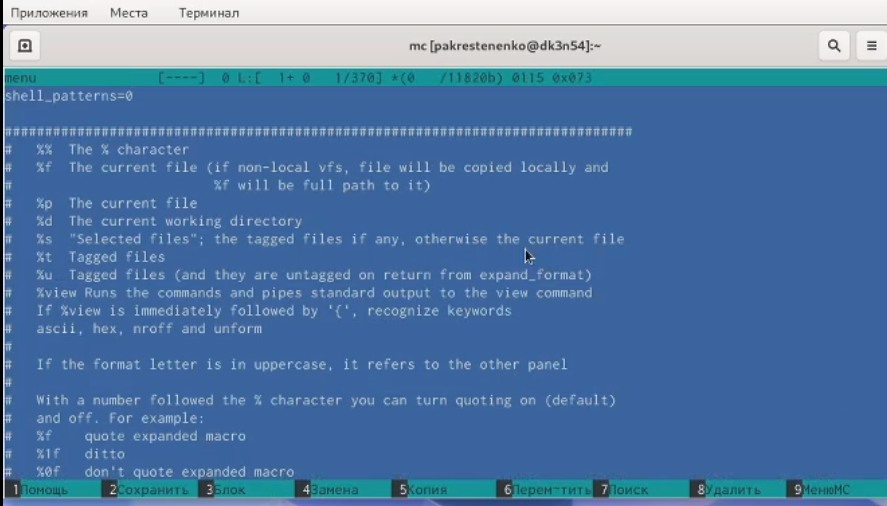 Приложения Места Терминал
mc [pakrestenenko@dk3n54]:~
menu [----] 0 L:[ 1+ 0 1/370] *(0 /11820b) 0115 0x073
shell_patterns=0
###############################################################################
# %% The % character
# %f The current file (if non-local vfs, file will be copied locally and
# %f will be full path to it)
# %p The current file
# %d The current working directory
# %s "Selected files"; the tagged files if any, otherwise the current file
# %t Tagged files
# %u Tagged files (and they are untagged on return from expand_format)
# %view Runs the commands and pipes standard output to the view command
# If %view is immediately followed by '{', recognize keywords
# ascii, hex, nroff and unform
#
# If the format letter is in uppercase, it refers to the other panel
#
# With a number followed the % character you can turn quoting on (default)
# and off. For example:
# %f quote expanded macro
# %1f ditto
# %0f don't quote expanded macro
1Помощь 2Сохранить 3Блок 4Замена 5Копия 6Перем~тить 7Поиск 8Удалить 9МенюMC